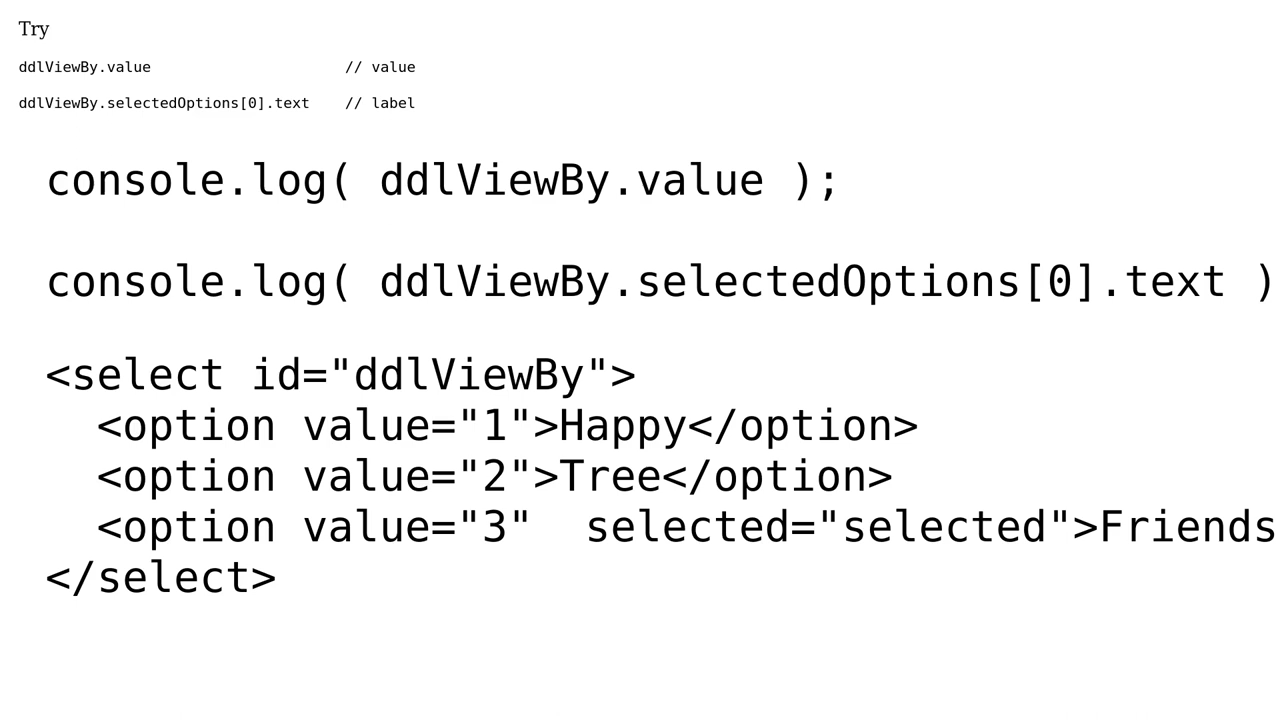 Try
ddlViewBy.value                      // value
ddlViewBy.selectedOptions[0].text    // label
console.log( ddlViewBy.value );
console.log( ddlViewBy.selectedOptions[0].text )
<select id="ddlViewBy">
  <option value="1">Happy</option>
  <option value="2">Tree</option>
  <option value="3"  selected="selected">Friends
</select>